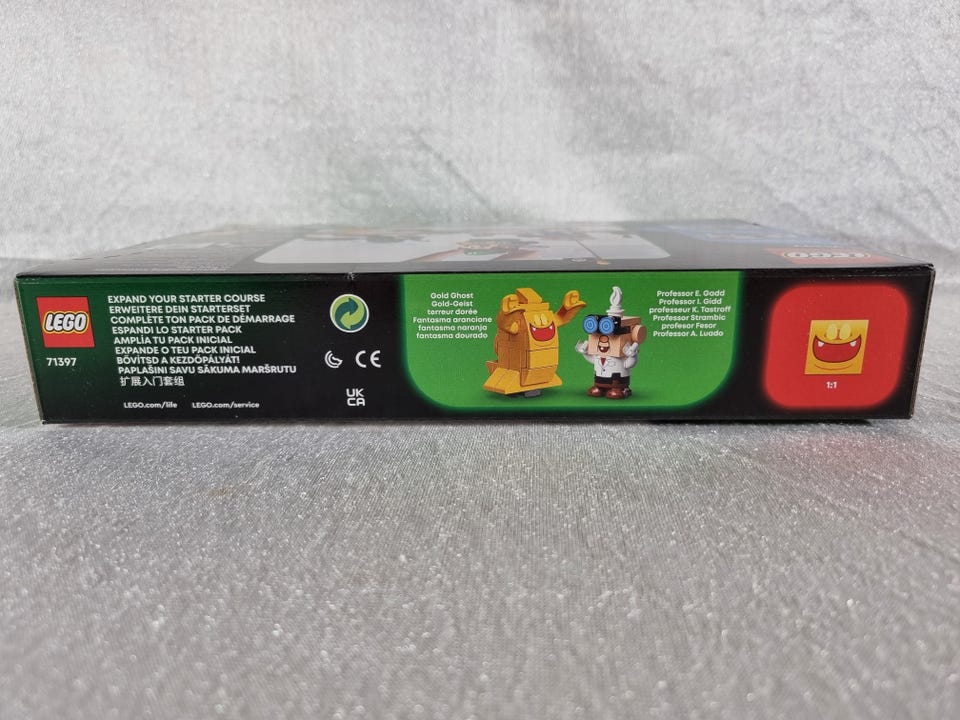 LEGO
71397
EXPAND YOUR STARTER COURSE
ERWEITERE DEIN STARTERSET
COMPLÈTE TON PACK DE DÉMARRAGE
ESPANDI LO STARTER PACK
AMPLÍA TU PACK INICIAL
EXPANDE O TEU PACK INICIAL
BŐVÍTSD A KEZDŐPÁLYÁT!
PAPLAŠINI SAVU SĀKUMA MARŠRUTU
扩展入门套组
LEGO.com/life LEGO.com/service
CE
UK
CA
Gold Ghost
Gold-Geist
terreur dorée
Fantasma arancione
fantasma naranja
fantasma dourado
Professor E. Gadd
Professor I. Gidd
professeur K. Tastroff
Professor Strambic
profesor Fesor
Professor A. Luado
1:1
LEGO